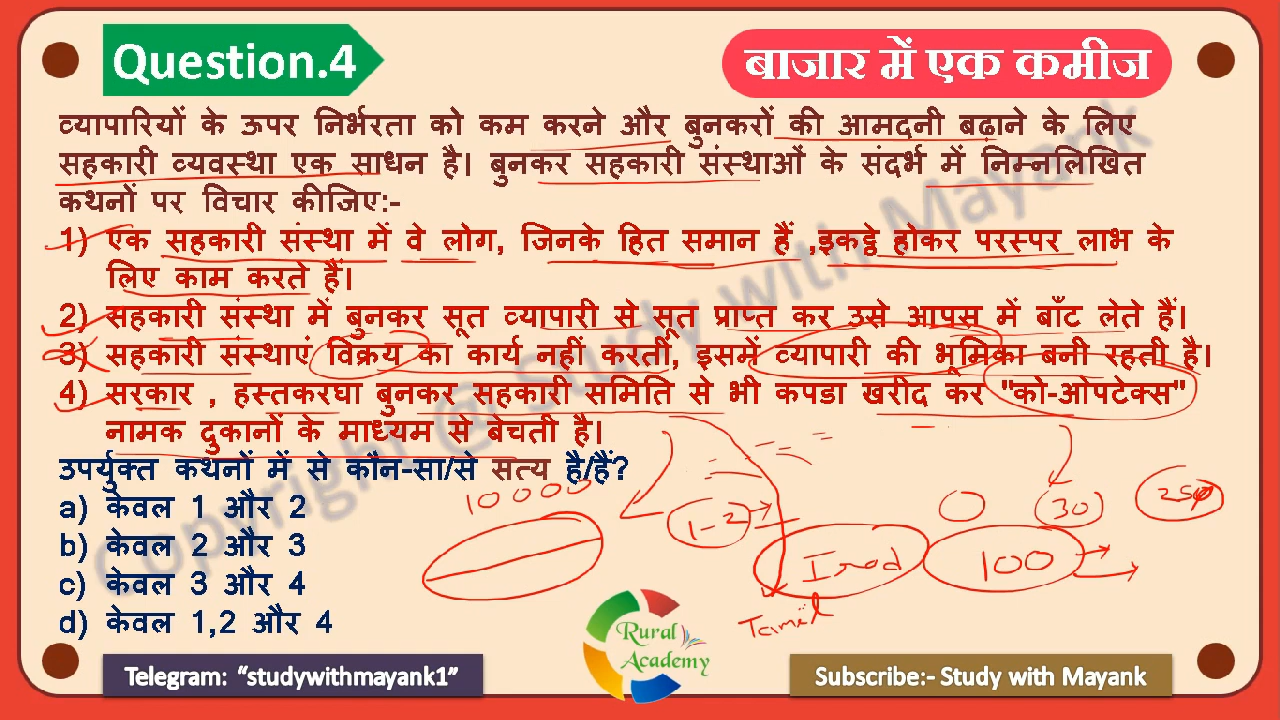 Question.4
बाजार में एक कमीज
व्यापारियों के ऊपर निर्भरता को कम करने और बुनकरों की आमदनी बढ़ाने के लिए
सहकारी व्यवस्था एक साधन है। बुनकर सहकारी संस्थाओं के संदर्भ में निम्नलिखित
कथनों पर विचार कीजिए:-
1) एक सहकारी संस्था में वे लोग, जिनके हित समान हैं ,इकट्ठे होकर परस्पर लाभ के
लिए काम करते हैं।
2) सहकारी संस्था में बुनकर सूत व्यापारी से सूत प्राप्त कर उसे आपस में बाँट लेते हैं।
3) सहकारी संस्थाएं विक्रय का कार्य नहीं करतीं, इसमें व्यापारी की भूमिका बनी रहती है।
4) सरकार , हस्तकरघा बुनकर सहकारी समिति से भी कपडा खरीद कर "को-ओपटेक्स"
नामक दुकानों के माध्यम से बेचती है।
उपर्युक्त कथनों में से कौन-सा/से सत्य है/हैं?
a) केवल 1 और 2
b) केवल 2 और 3
c) केवल 3 और 4
d) केवल 1,2 और 4
10000
1-2
30
Irod
100
Tamil
Rural
Academy
Telegram: “studywithmayank1”
Subscribe:- Study with Mayank
Copyright @ Study with Mayank